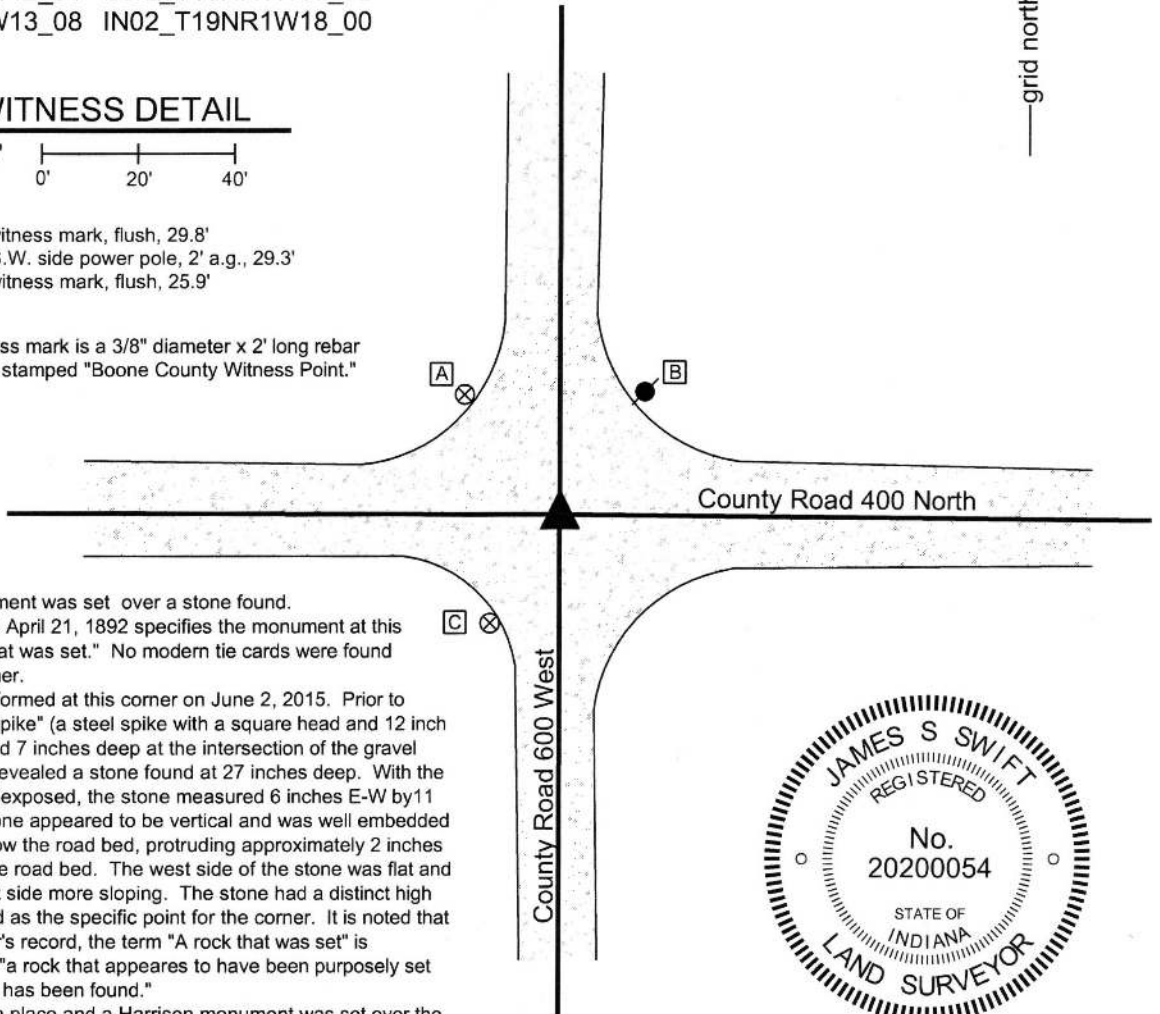 W13_08 IN02_T19NR1W18_00
grid north
WITNESS DETAIL
0' 20' 40'
witness mark, flush, 29.8'
S.W. side power pole, 2' a.g., 29.3'
witness mark, flush, 25.9'
ss mark is a 3/8" diameter x 2' long rebar
stamped "Boone County Witness Point."
A
B
County Road 400 North
C
County Road 600 West
ment was set over a stone found.
April 21, 1892 specifies the monument at this
at was set." No modern tie cards were found
ner.
formed at this corner on June 2, 2015. Prior to
spike" (a steel spike with a square head and 12 inch
d 7 inches deep at the intersection of the gravel
revealed a stone found at 27 inches deep. With the
exposed, the stone measured 6 inches E-W by11
one appeared to be vertical and was well embedded
ow the road bed, protruding approximately 2 inches
e road bed. The west side of the stone was flat and
t side more sloping. The stone had a distinct high
d as the specific point for the corner. It is noted that
r's record, the term "A rock that was set" is
"a rock that appeares to have been purposely set
has been found."
place and a Harrison monument was set over the
JAMES S SWIFT
REGISTERED
No.
20200054
STATE OF
INDIANA
LAND SURVEYOR